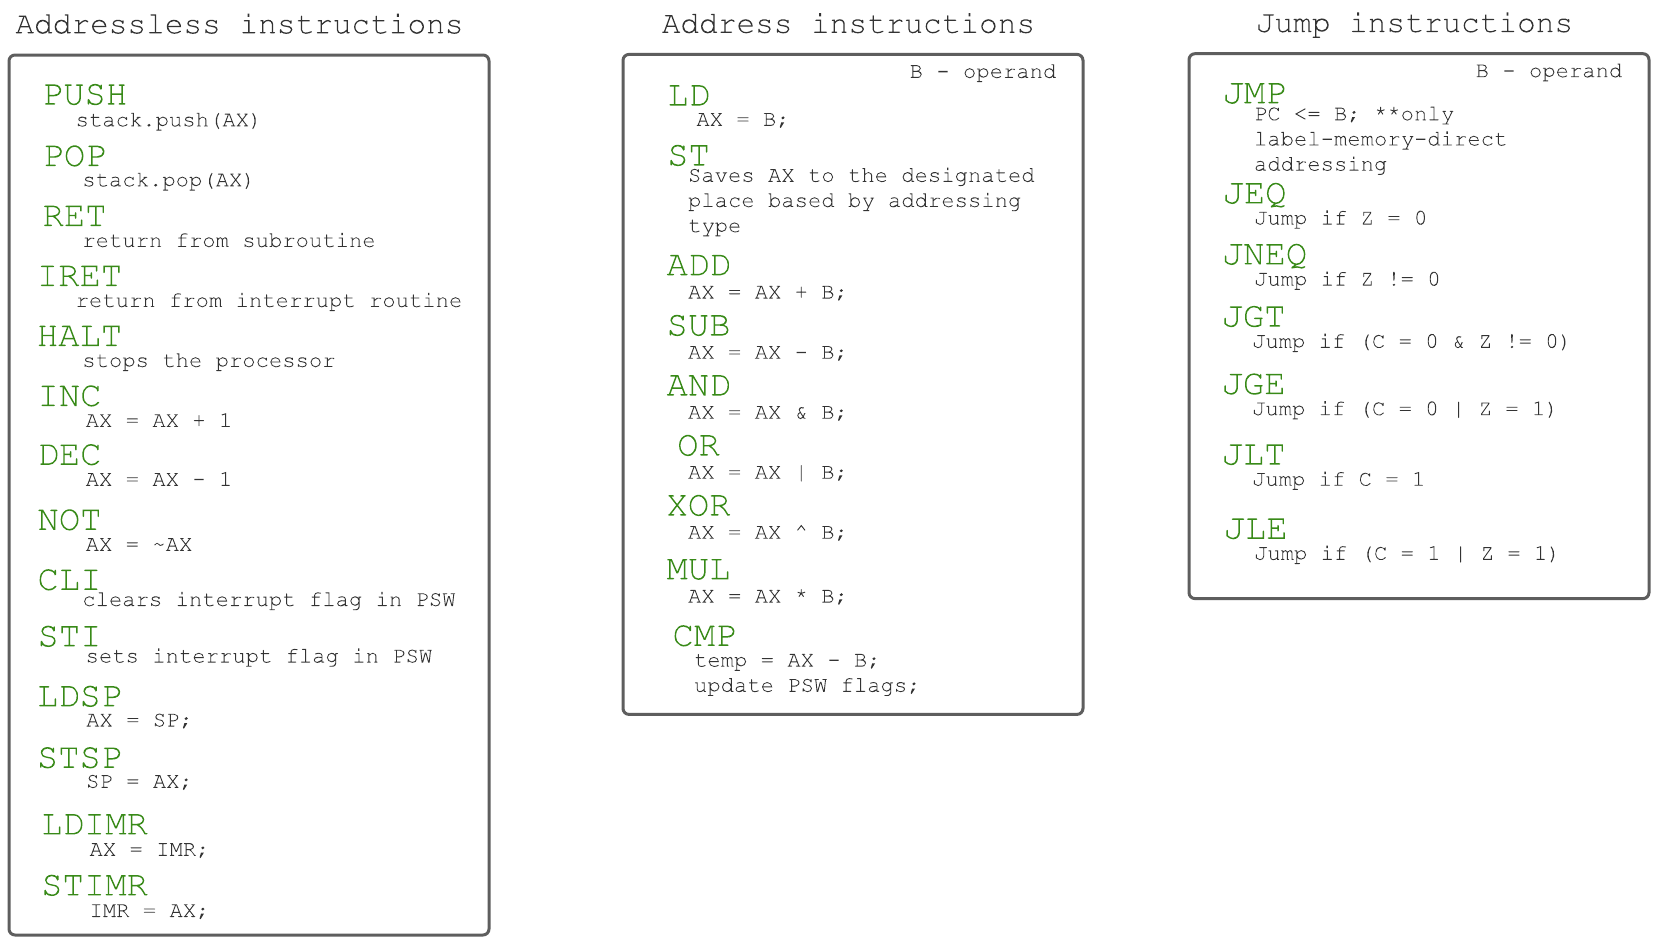 Addressless instructions
PUSH
stack.push(AX)
POP
stack.pop(AX)
RET
return from subroutine
IRET
return from interrupt routine
HALT
stops the processor
INC
AX = AX + 1
DEC
AX = AX - 1
NOT
AX = ~AX
CLI
clears interrupt flag in PSW
STI
sets interrupt flag in PSW
LDSP
AX = SP;
STSP
SP = AX;
LDIMR
AX = IMR;
STIMR
IMR = AX;
Address instructions
B - operand
LD
AX = B;
ST
Saves AX to the designated
place based by addressing
type
ADD
AX = AX + B;
SUB
AX = AX - B;
AND
AX = AX & B;
OR
AX = AX | B;
XOR
AX = AX ^ B;
MUL
AX = AX * B;
CMP
temp = AX - B;
update PSW flags;
Jump instructions
B - operand
JMP
PC <= B; **only
label-memory-direct
addressing
JEQ
Jump if Z = 0
JNEQ
Jump if Z != 0
JGT
Jump if (C = 0 & Z != 0)
JGE
Jump if (C = 0 | Z = 1)
JLT
Jump if C = 1
JLE
Jump if (C = 1 | Z = 1)